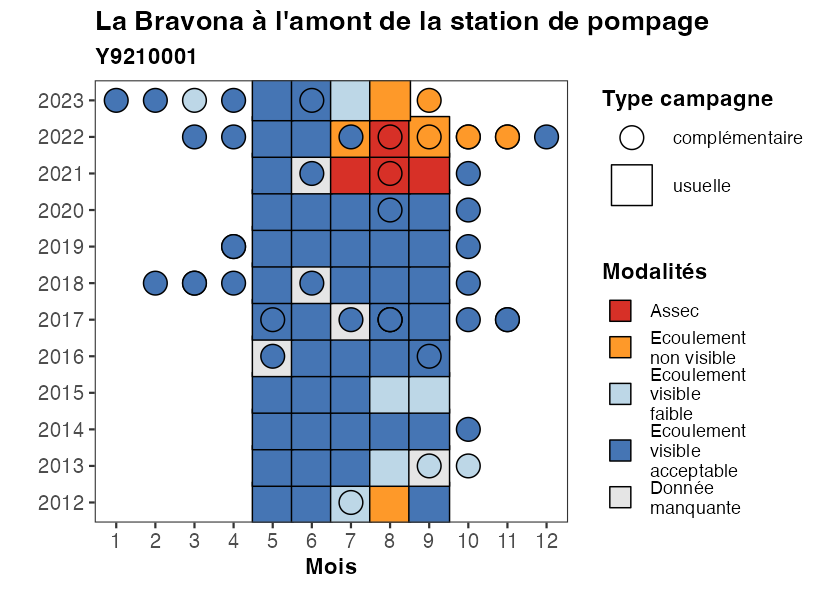 La Bravona à l'amont de la station de pompage
Y9210001
2023
2022
2021
2020
2019
2018
2017
2016
2015
2014
2013
2012
1 2 3 4 5 6 7 8 9 10 11 12
Mois
Type campagne
complémentaire
usuelle
Modalités
Assec
Ecoulement
non visible
Ecoulement
visible
faible
Ecoulement
visible
acceptable
Donnée
manquante